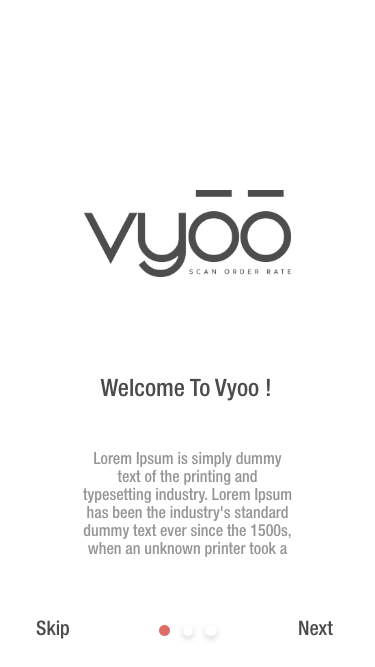 vyōō
SCAN ORDER RATE
Welcome To Vyoo !
Lorem Ipsum is simply dummy
text of the printing and
typesetting industry. Lorem Ipsum
has been the industry's standard
dummy text ever since the 1500s,
when an unknown printer took a
Skip
Next